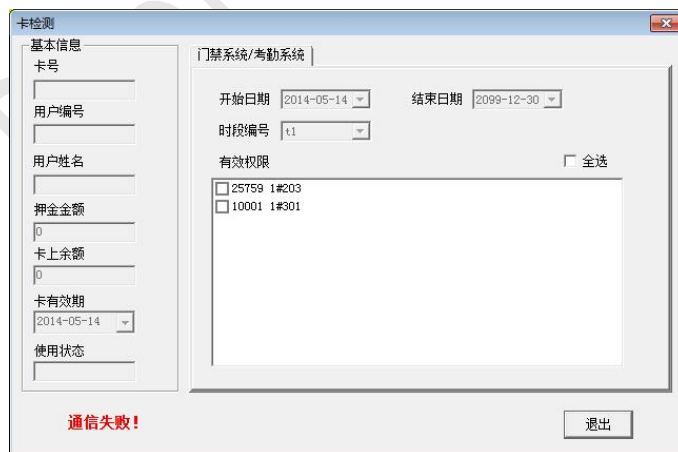 卡检测
基本信息
卡号
用户编号
用户姓名
押金金额
0
卡上余额
0
卡有效期
2014-05-14
使用状态
门禁系统/考勤系统
开始日期 2014-05-14 结束日期 2099-12-30
时段编号 t1
有效权限 全选
25759 1#203
10001 1#301
通信失败!
退出